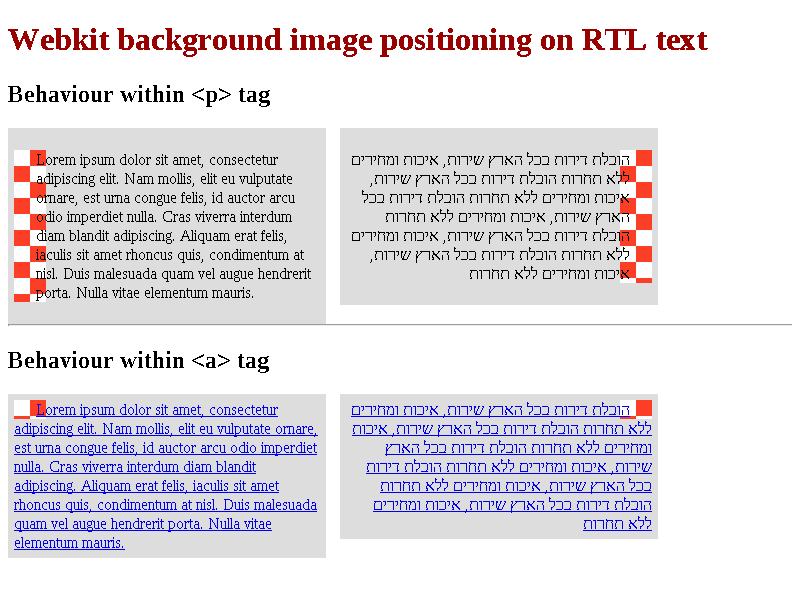 Webkit background image positioning on RTL text
Behaviour within <p> tag
Lorem ipsum dolor sit amet, consectetur
adipiscing elit. Nam mollis, elit eu vulputate
ornare, est urna congue felis, id auctor arcu
odio imperdiet nulla. Cras viverra interdum
diam blandit adipiscing. Aliquam erat felis,
iaculis sit amet rhoncus quis, condimentum at
nisl. Duis malesuada quam vel augue hendrerit
porta. Nulla vitae elementum mauris.
הובלת דירות בכל הארץ שירות, איכות ומחירים
ללא תחרות הובלת דירות בכל הארץ שירות,
איכות ומחירים ללא תחרות הובלת דירות בכל
הארץ שירות, איכות ומחירים ללא תחרות
הובלת דירות בכל הארץ שירות, איכות ומחירים
ללא תחרות הובלת דירות בכל הארץ שירות,
איכות ומחירים ללא תחרות
Behaviour within <a> tag
Lorem ipsum dolor sit amet, consectetur
adipiscing elit. Nam mollis, elit eu vulputate ornare,
est urna congue felis, id auctor arcu odio imperdiet
nulla. Cras viverra interdum diam blandit
adipiscing. Aliquam erat felis, iaculis sit amet
rhoncus quis, condimentum at nisl. Duis malesuada
quam vel augue hendrerit porta. Nulla vitae
elementum mauris.
הובלת דירות בכל הארץ שירות, איכות ומחירים
ללא תחרות הובלת דירות בכל הארץ שירות, איכות
ומחירים ללא תחרות הובלת דירות בכל הארץ
שירות, איכות ומחירים ללא תחרות הובלת דירות
בכל הארץ שירות, איכות ומחירים ללא תחרות
הובלת דירות בכל הארץ שירות, איכות ומחירים
ללא תחרות